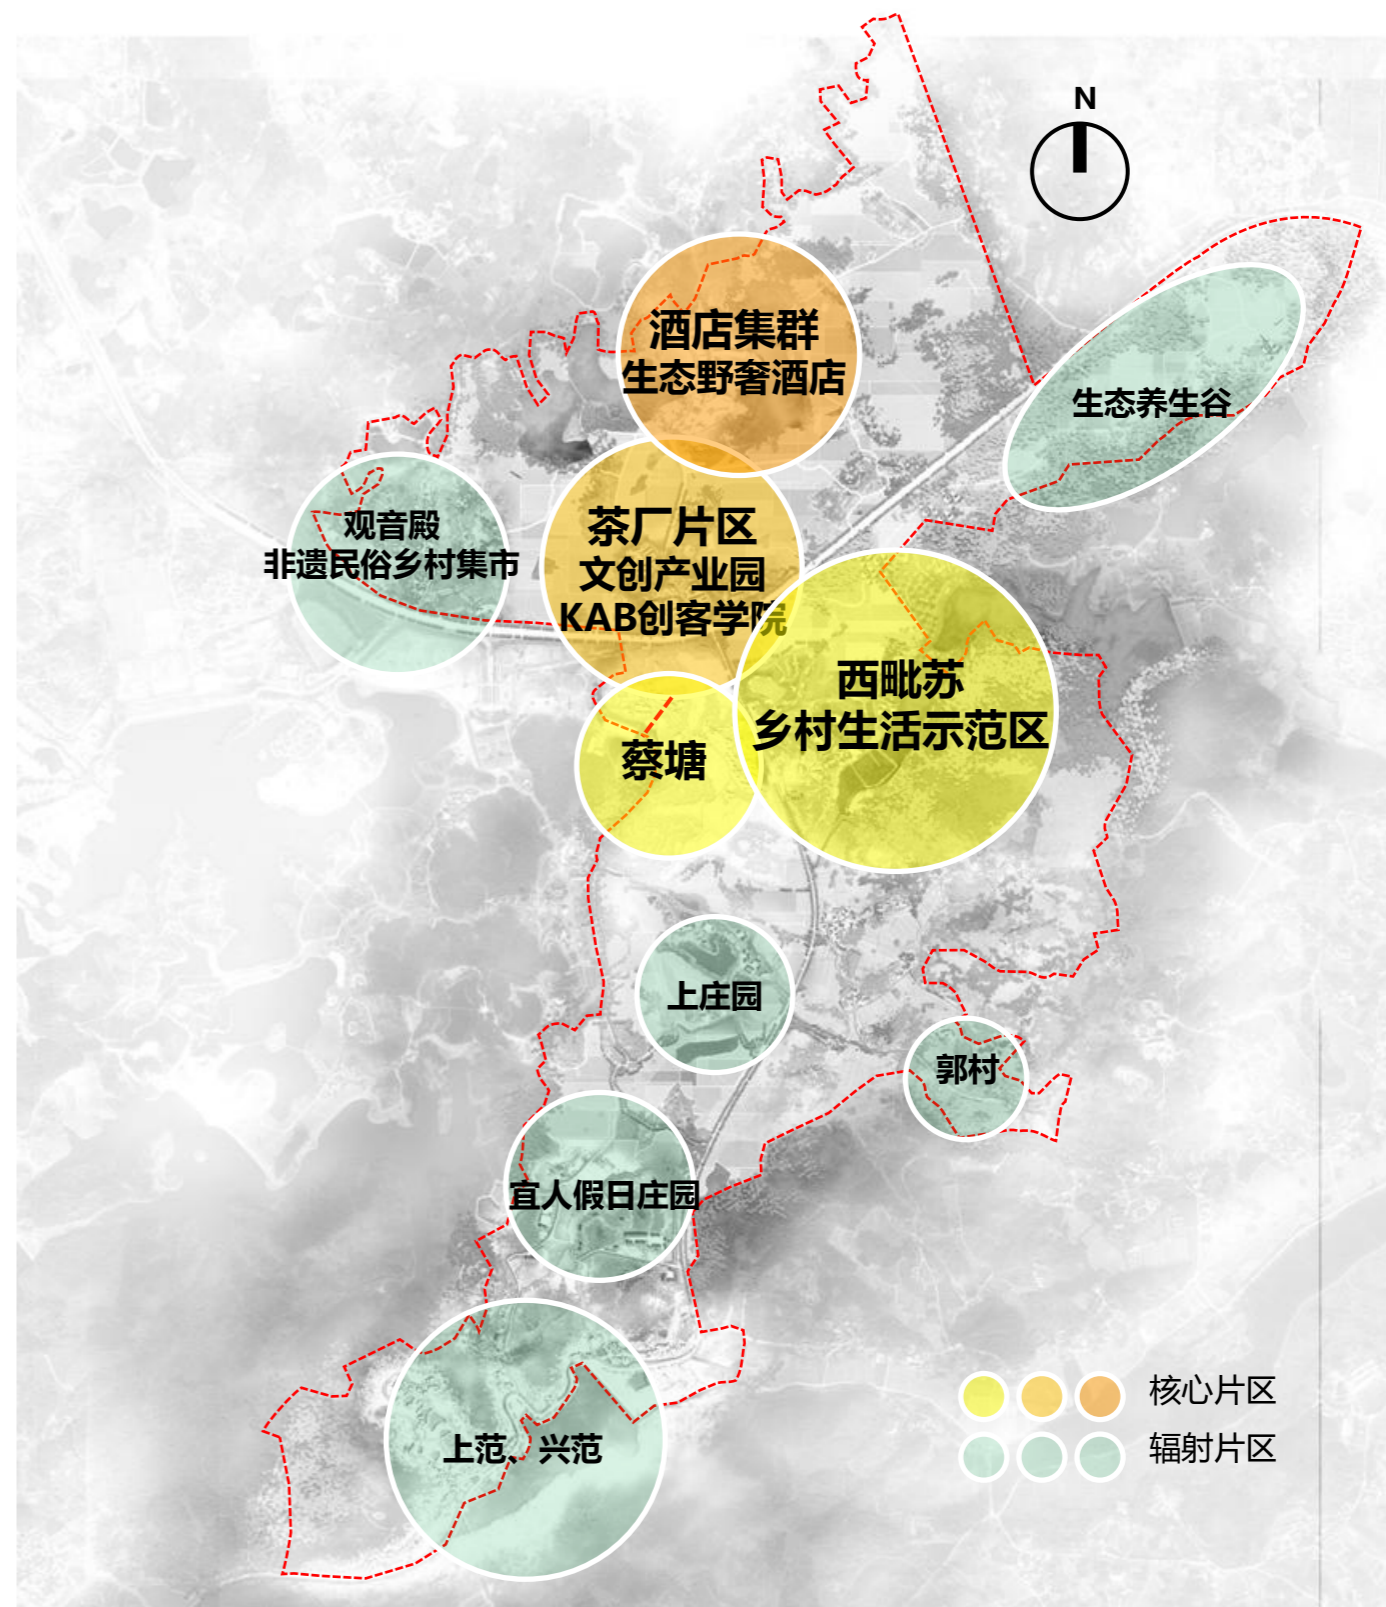 N
酒店集群
生态野奢酒店
生态养生谷
观音殿
非遗民俗乡村集市
茶厂片区
文创产业园
KAB创客学院
西毗苏
乡村生活示范区
蔡塘
上庄园
郭村
宜人假日庄园
上范、兴范
核心片区
辐射片区